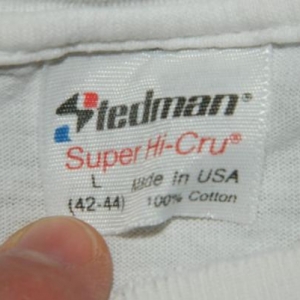 Stedman®
Super Hi-Cru®
L Made in USA
(42-44) 100% Cotton